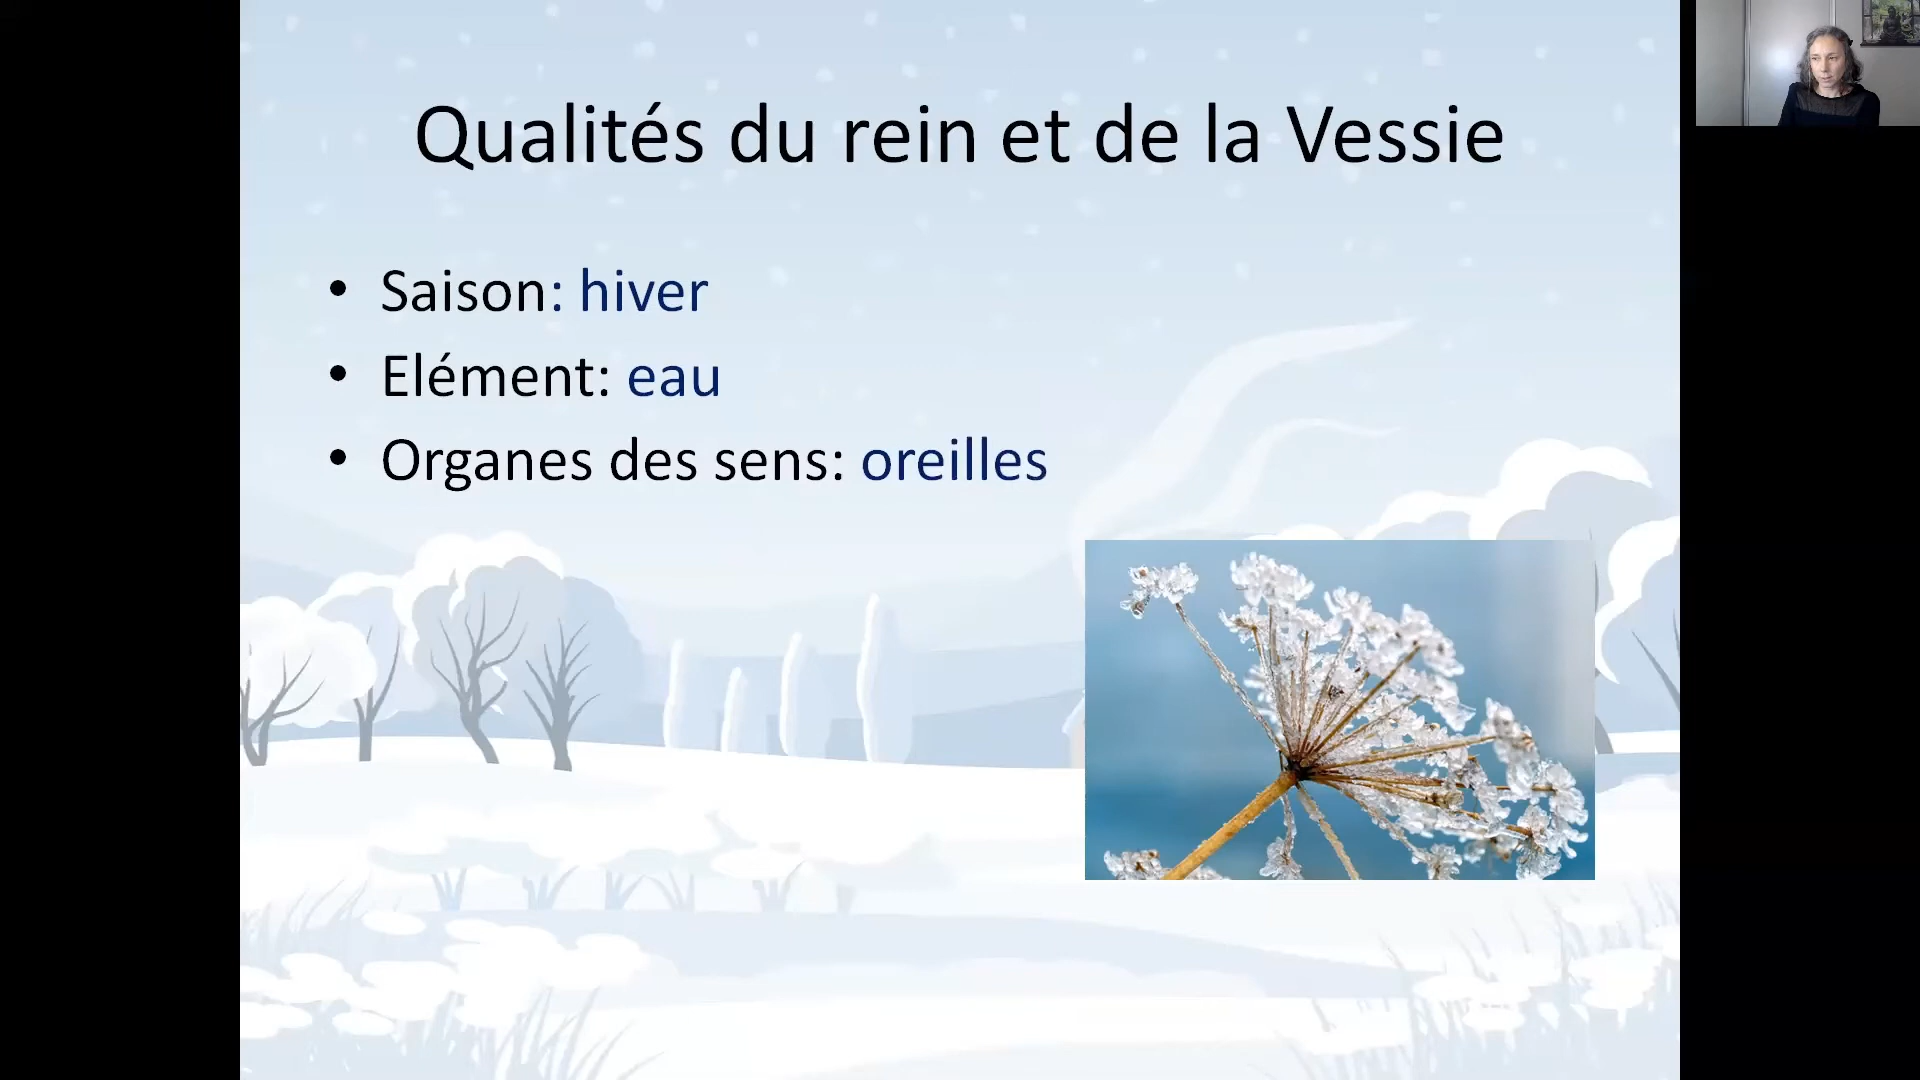 Qualités du rein et de la Vessie
• Saison: hiver
• Elément: eau
• Organes des sens: oreilles